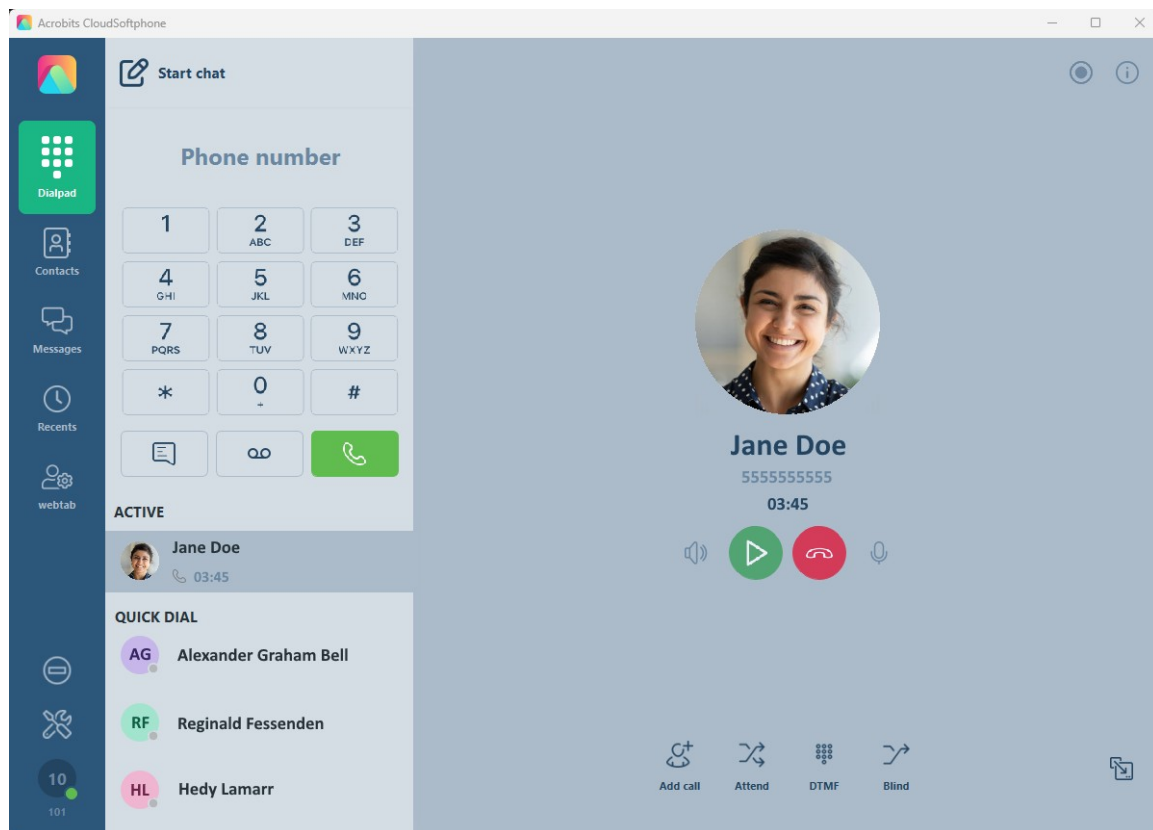 Acrobits CloudSoftphone
Start chat
Dialpad
Contacts
Messages
Recents
webtab
10
101
Phone number
1
2
ABC
3
DEF
4
GHI
5
JKL
6
MNO
7
PQRS
8
TUV
9
WXYZ
*
0
+
#
ACTIVE
Jane Doe
03:45
QUICK DIAL
AG Alexander Graham Bell
RF Reginald Fessenden
HL Hedy Lamarr
Jane Doe
5555555555
03:45
Add call Attend DTMF Blind